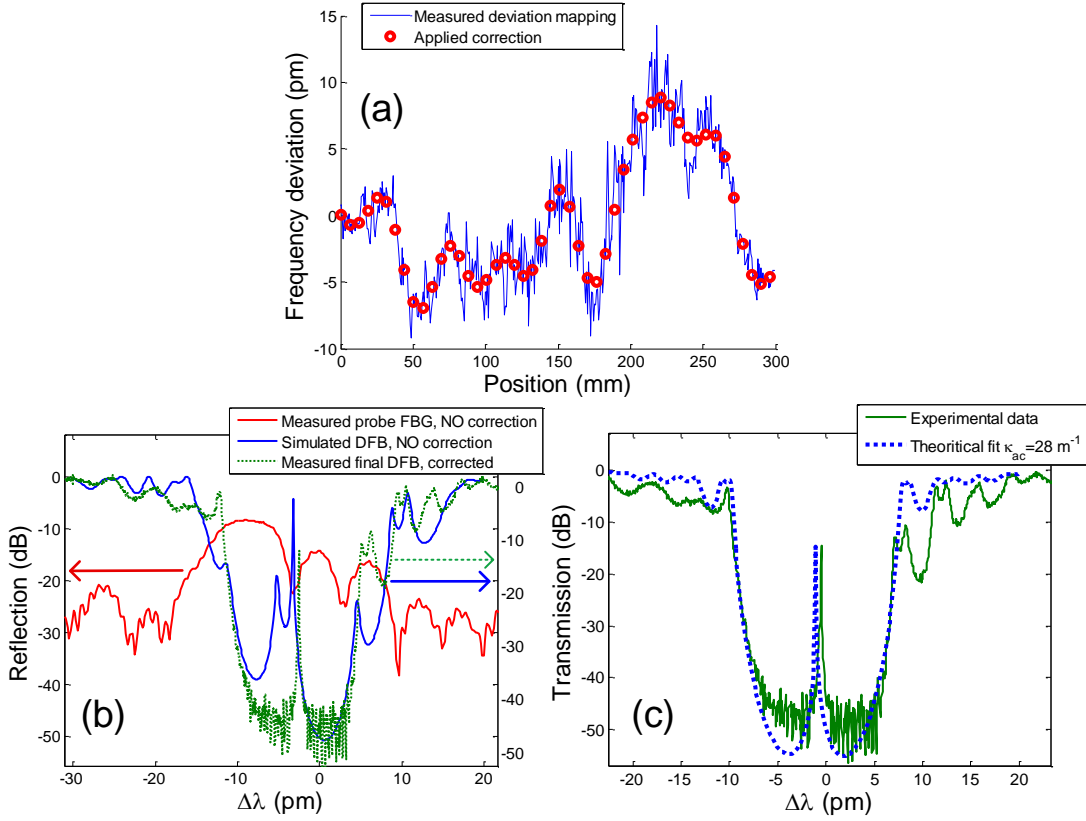 Measured deviation mapping
Applied correction
(a)
Frequency deviation (pm)
15
10
5
0
-5
-10
0
50
100
150
200
250
300
Position (mm)
Measured probe FBG, NO correction
Simulated DFB, NO correction
Measured final DFB, corrected
Reflection (dB)
0
-10
-20
-30
-40
-50
0
-10
-20
-30
-40
-50
(b)
-30
-20
-10
0
10
20
Δλ (pm)
Experimental data
Theoritical fit κac=28 m-1
Transmission (dB)
0
-10
-20
-30
-40
-50
(c)
-20
-15
-10
-5
0
5
10
15
20
Δλ (pm)